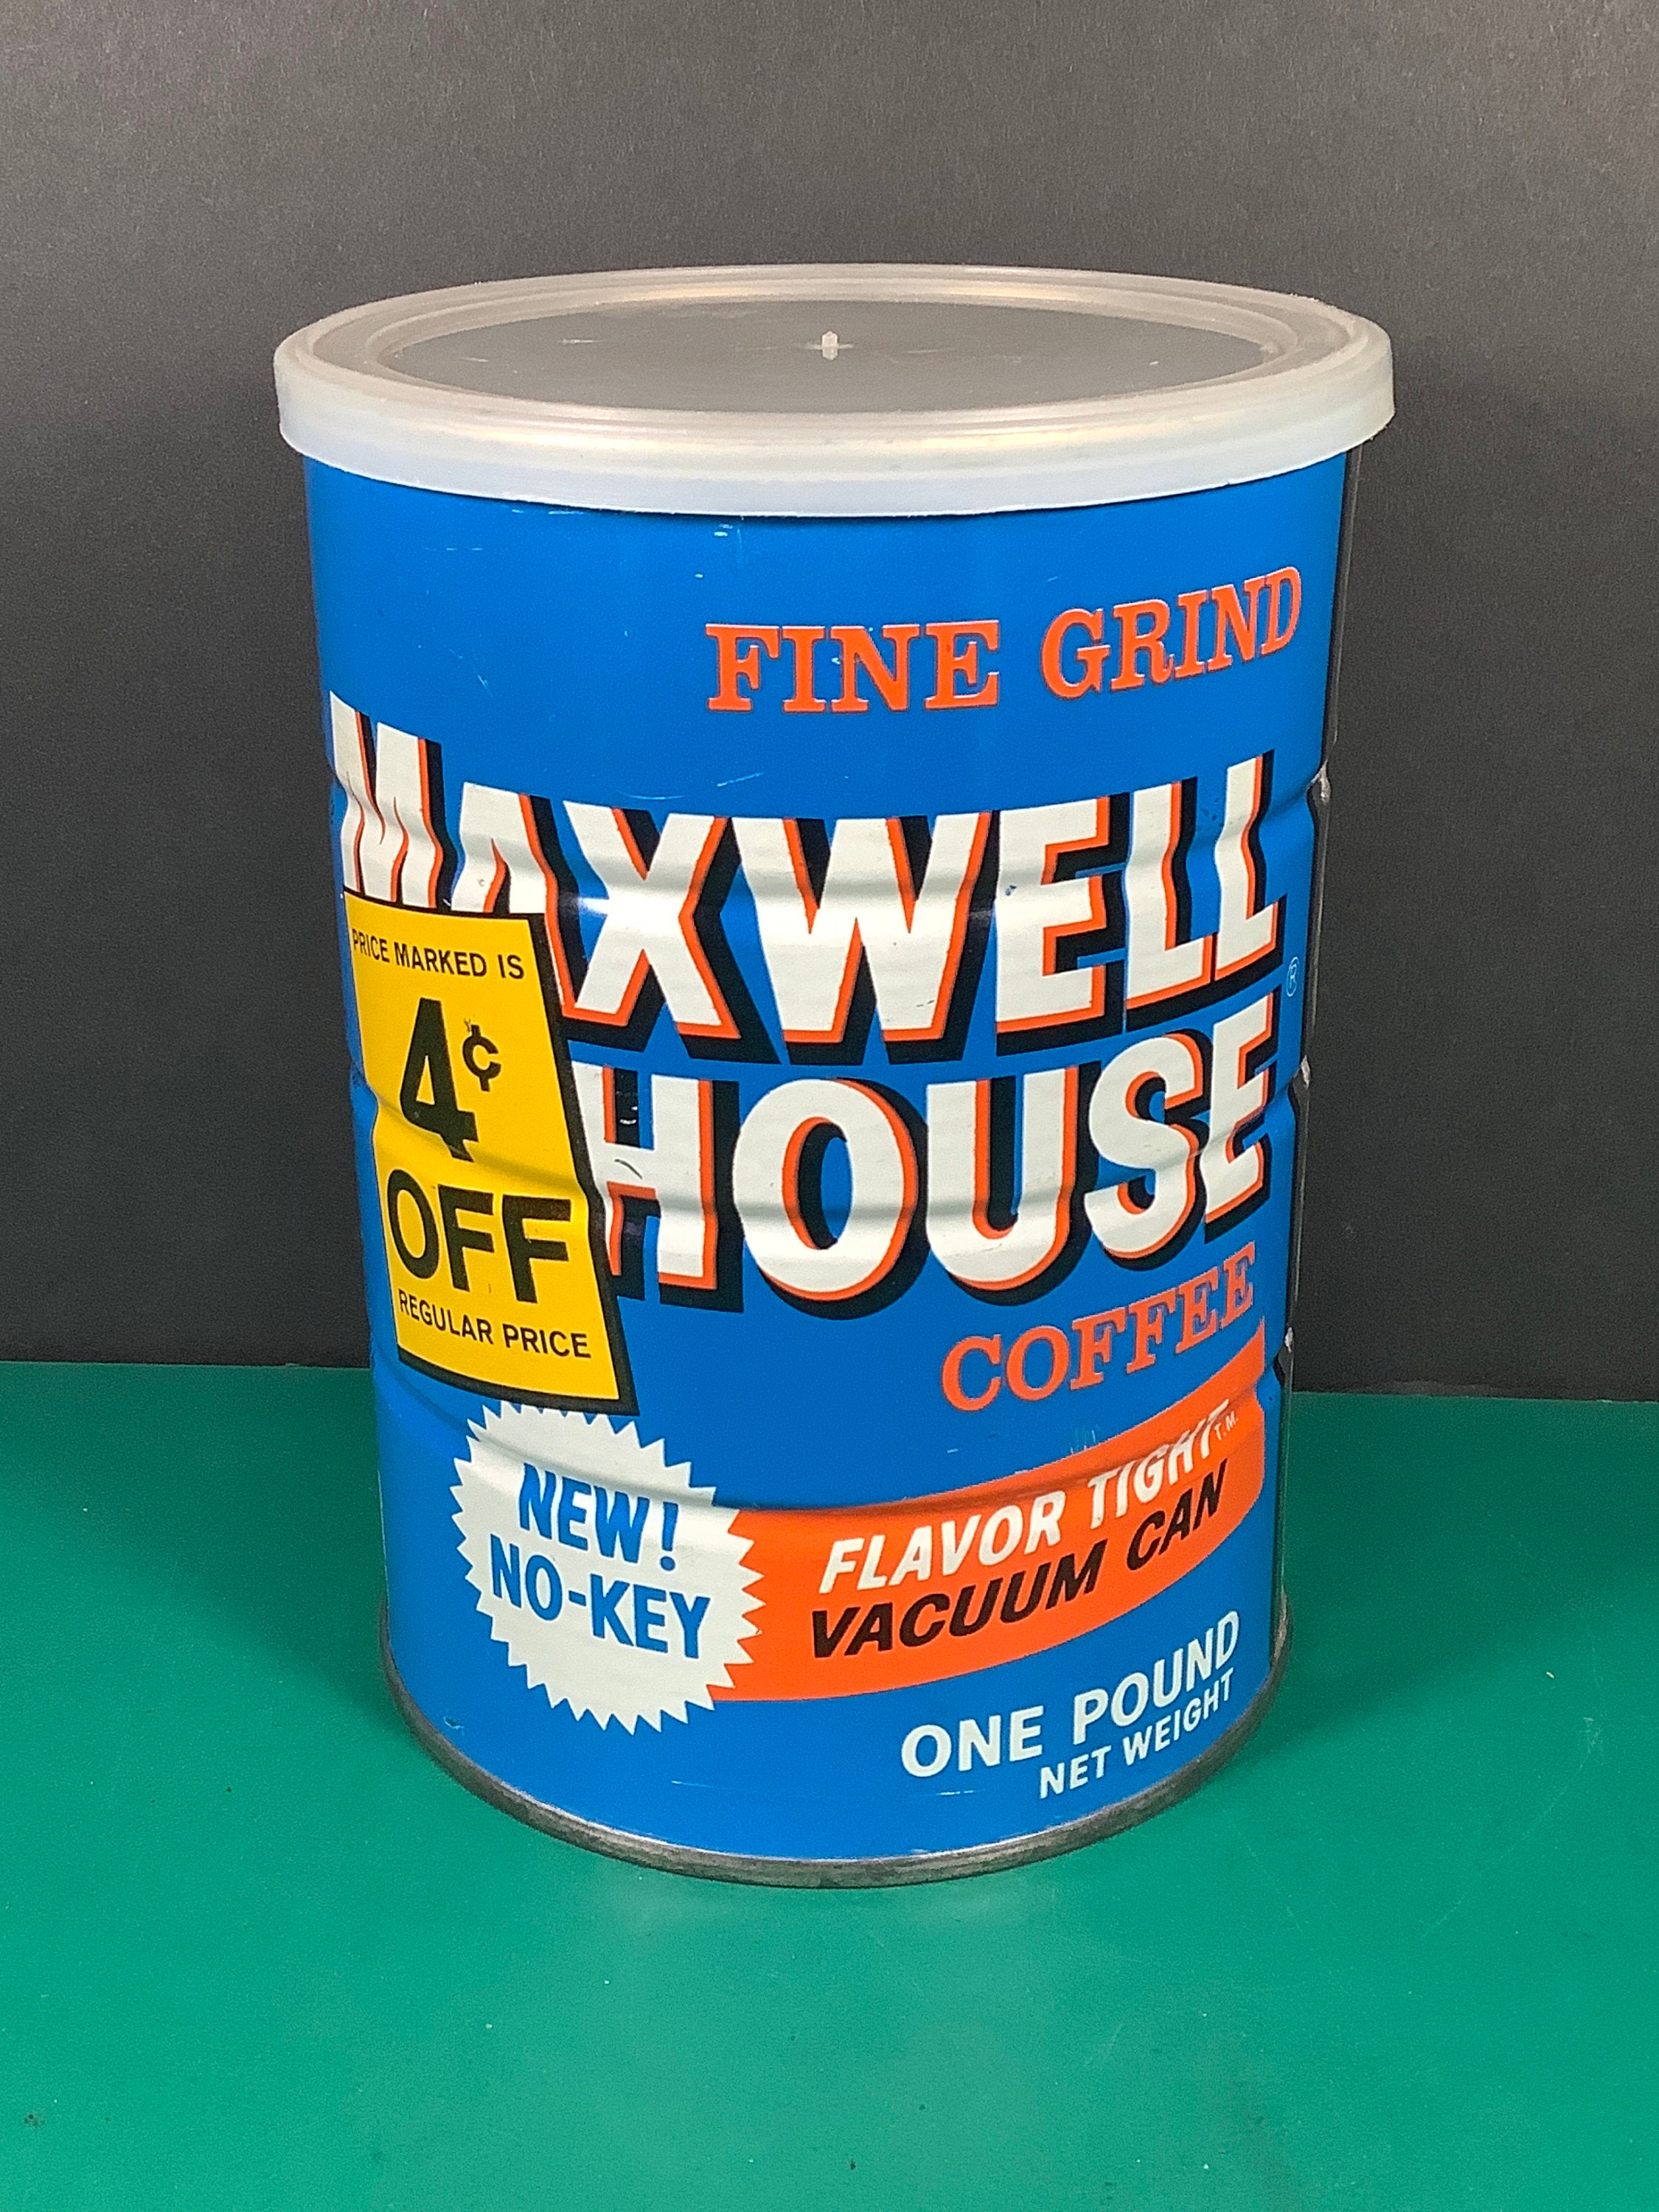 FINE GRIND
MAXWELL
HOUSE
®
COFFEE
PRICE MARKED IS
4¢
OFF
REGULAR PRICE
NEW!
NO-KEY
FLAVOR TIGHT T.M.
VACUUM CAN
ONE POUND
NET WEIGHT